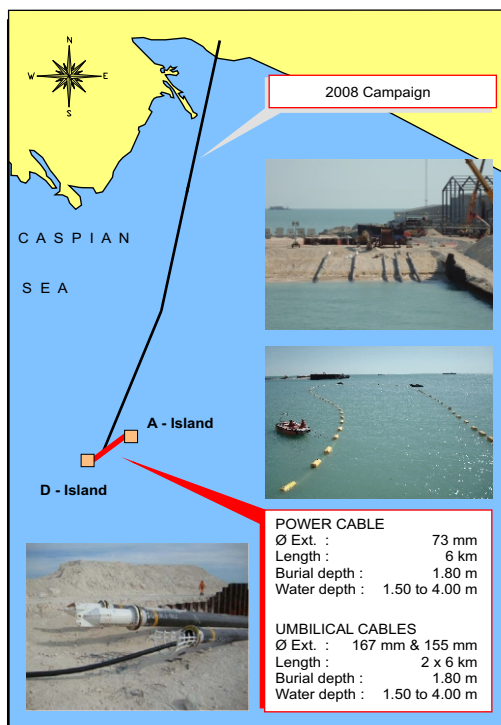 N
W E
S
2008 Campaign
CASPIAN
SEA
A - Island
D - Island
POWER CABLE
Ø Ext. : 73 mm
Length : 6 km
Burial depth : 1.80 m
Water depth : 1.50 to 4.00 m
UMBILICAL CABLES
Ø Ext. : 167 mm & 155 mm
Length : 2 x 6 km
Burial depth : 1.80 m
Water depth : 1.50 to 4.00 m